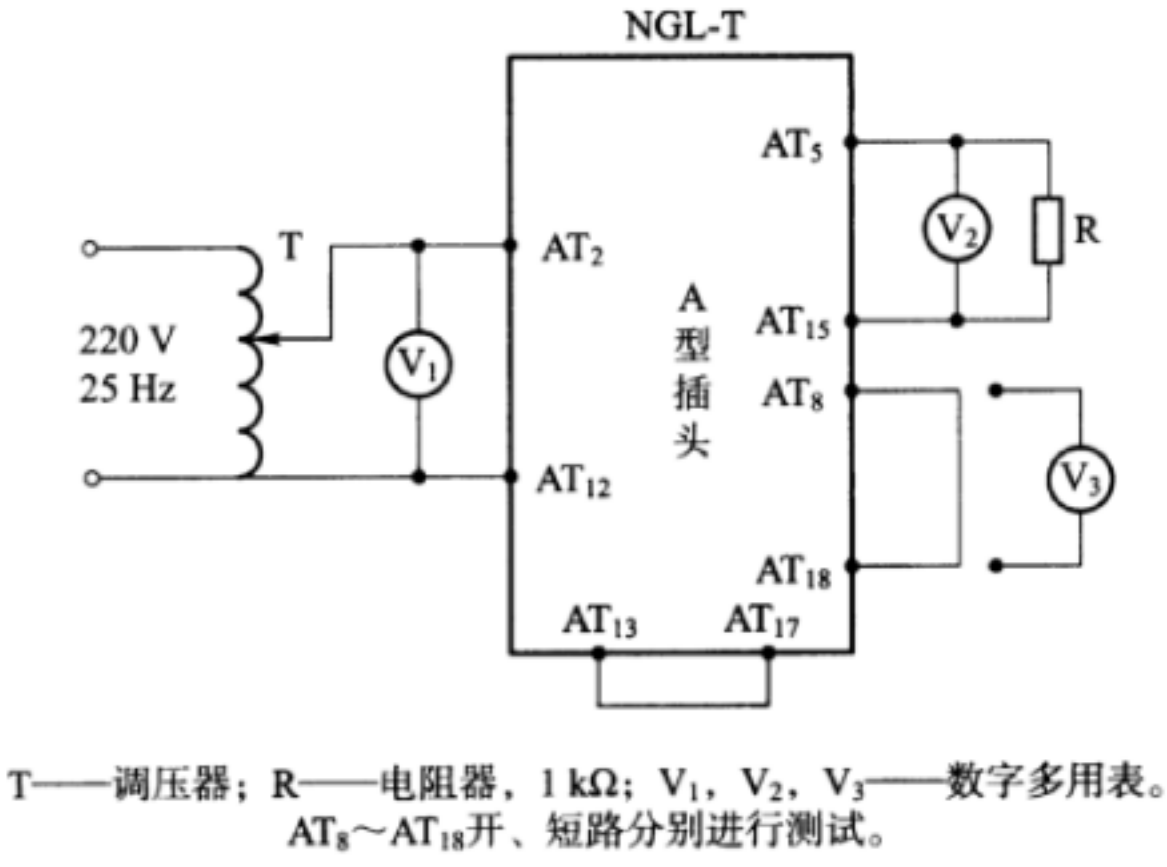 NGL-T
AT₅
T
AT₂
V₂
R
A型插头
AT₁₅
220 V
25 Hz
V₁
AT₈
AT₁₂
V₃
AT₁₈
AT₁₃
AT₁₇
T——调压器；R——电阻器，1 kΩ；V₁，V₂，V₃——数字多用表。
AT₈～AT₁₈开、短路分别进行测试。